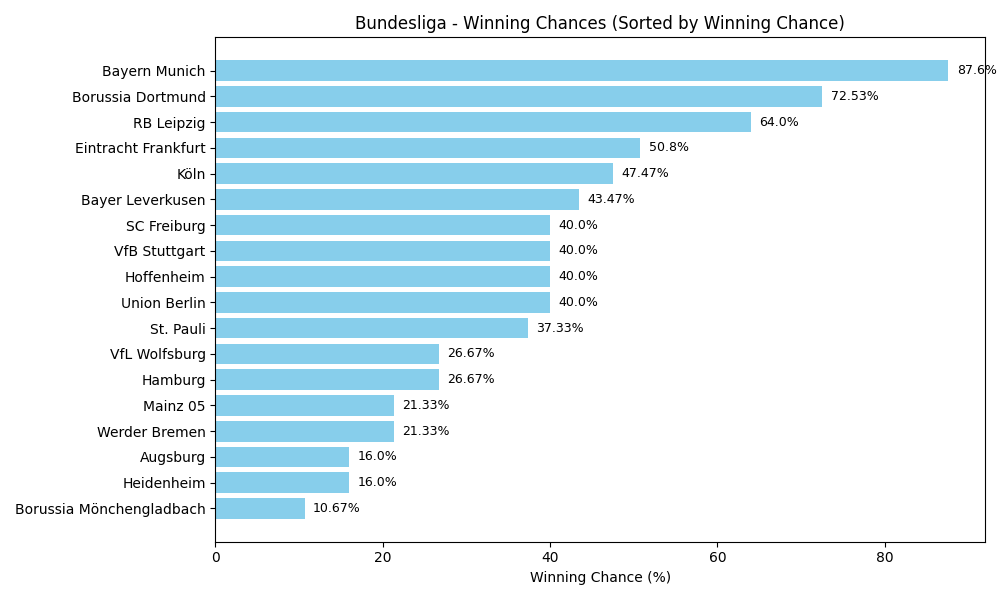 Bundesliga - Winning Chances (Sorted by Winning Chance)
Bayern Munich 87.6%
Borussia Dortmund 72.53%
RB Leipzig 64.0%
Eintracht Frankfurt 50.8%
Köln 47.47%
Bayer Leverkusen 43.47%
SC Freiburg 40.0%
VfB Stuttgart 40.0%
Hoffenheim 40.0%
Union Berlin 40.0%
St. Pauli 37.33%
VfL Wolfsburg 26.67%
Hamburg 26.67%
Mainz 05 21.33%
Werder Bremen 21.33%
Augsburg 16.0%
Heidenheim 16.0%
Borussia Mönchengladbach 10.67%
0 20 40 60 80
Winning Chance (%)